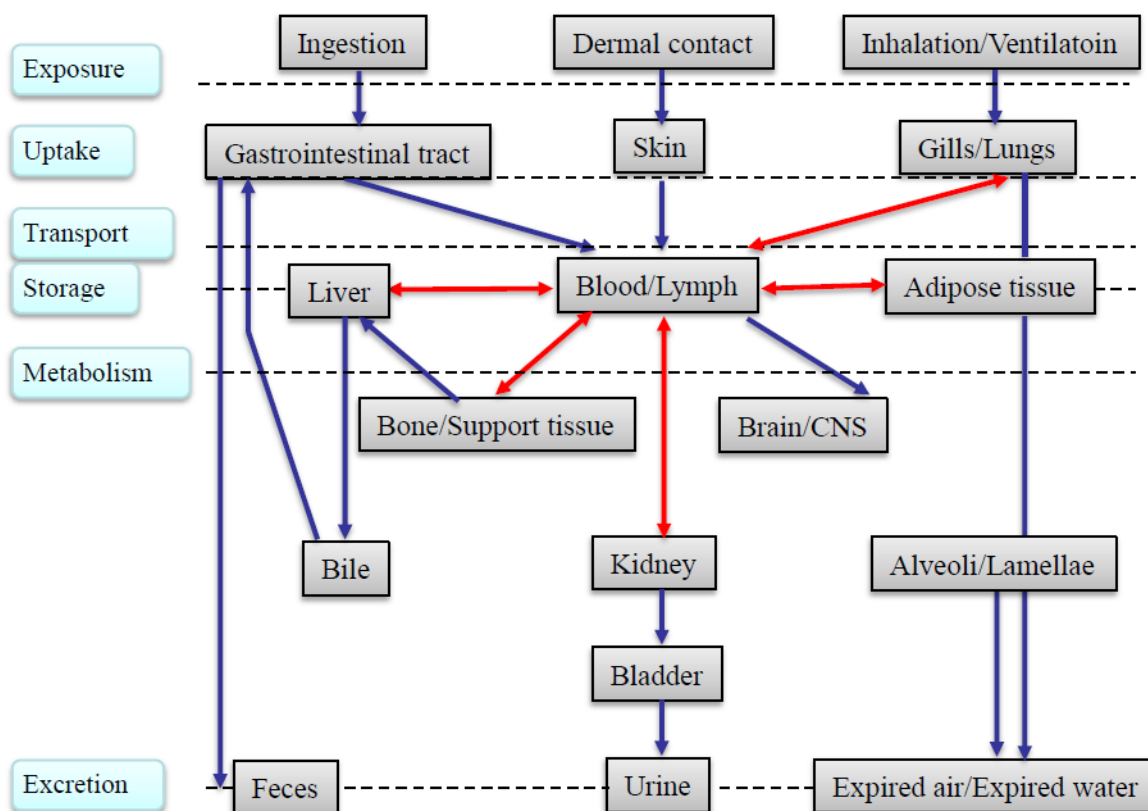 Ingestion
Dermal contact
Inhalation/Ventilatoin
Exposure
Uptake
Gastrointestinal tract
Skin
Gills/Lungs
Transport
Storage
Liver
Blood/Lymph
Adipose tissue
Metabolism
Bone/Support tissue
Brain/CNS
Bile
Kidney
Alveoli/Lamellae
Bladder
Excretion
Feces
Urine
Expired air/Expired water